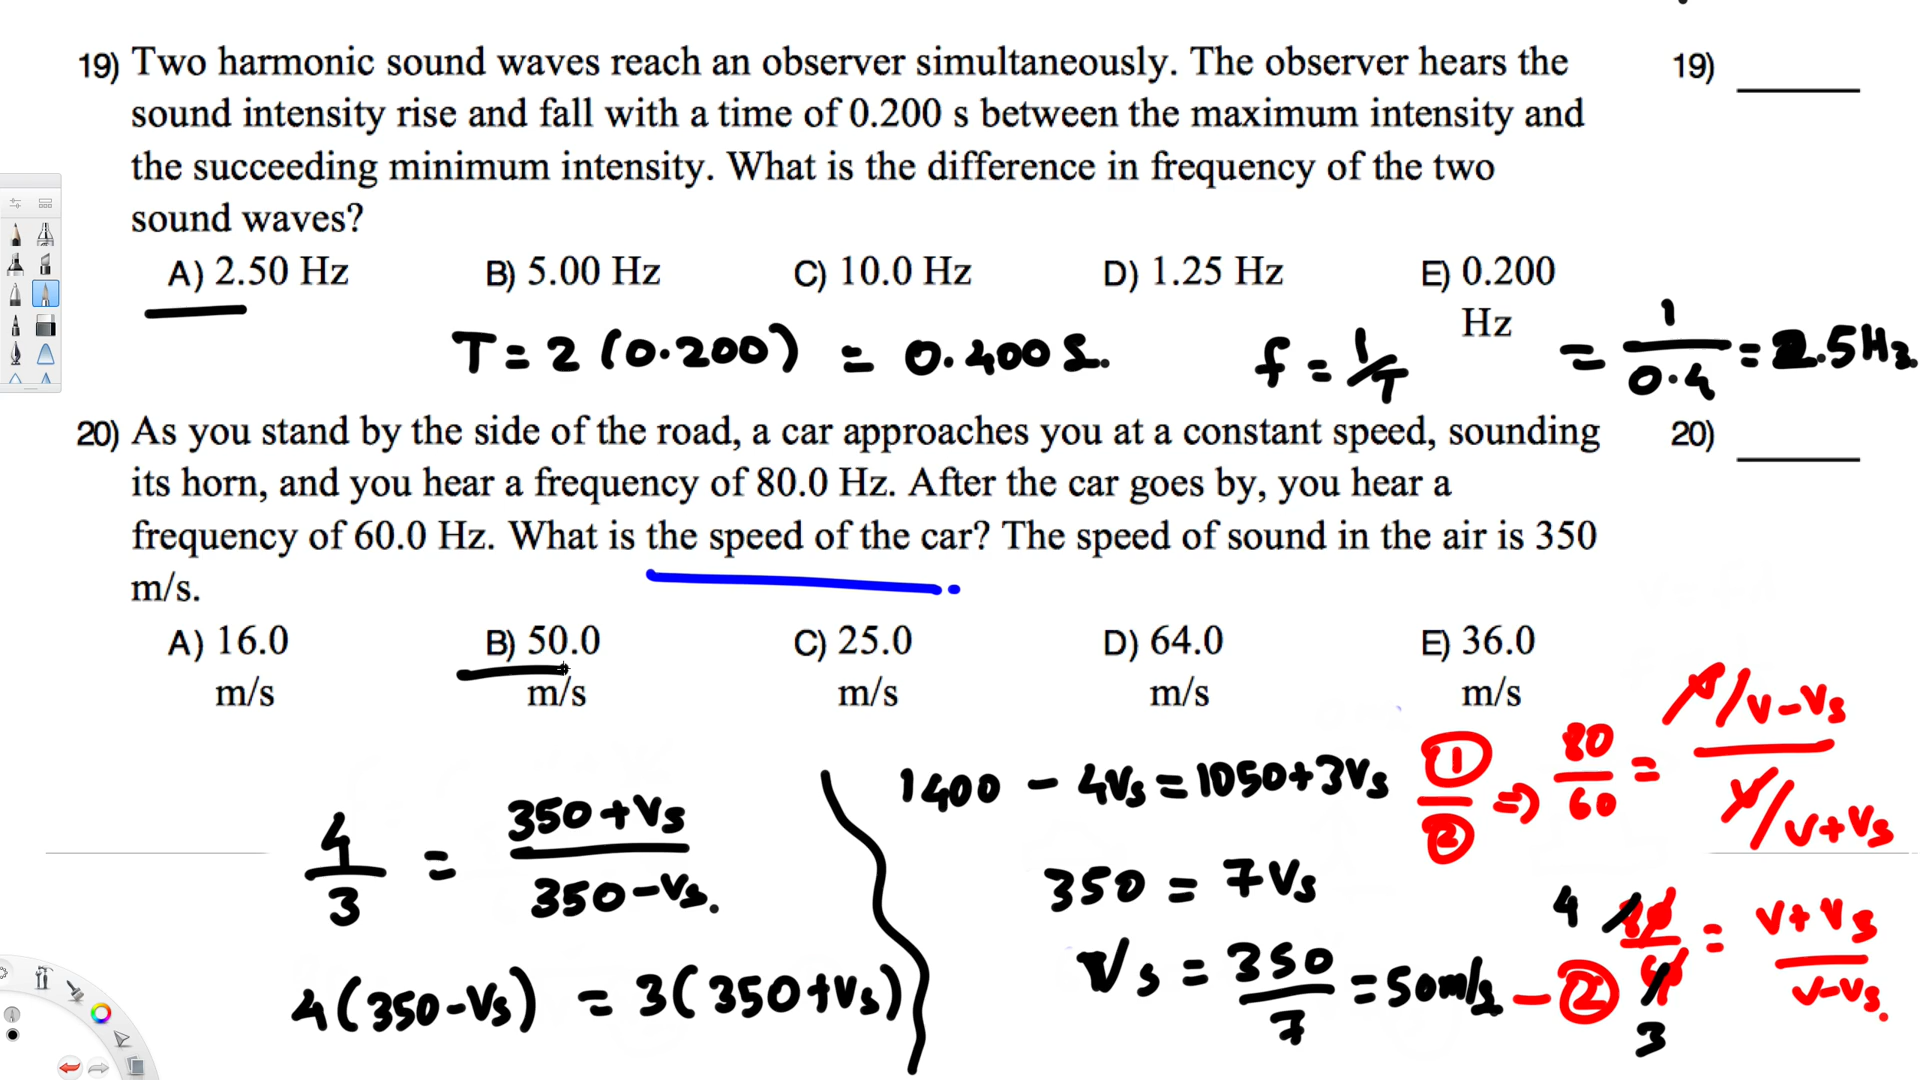 19) Two harmonic sound waves reach an observer simultaneously. The observer hears the 19)
sound intensity rise and fall with a time of 0.200 s between the maximum intensity and
the succeeding minimum intensity. What is the difference in frequency of the two
sound waves?
A) 2.50 Hz B) 5.00 Hz C) 10.0 Hz D) 1.25 Hz E) 0.200
Hz
T = 2 (0.200) = 0.400 S. f = 1/T = 1/0.4 = 2.5 Hz.
20) As you stand by the side of the road, a car approaches you at a constant speed, sounding 20)
its horn, and you hear a frequency of 80.0 Hz. After the car goes by, you hear a
frequency of 60.0 Hz. What is the speed of the car? The speed of sound in the air is 350
m/s.
A) 16.0 B) 50.0 C) 25.0 D) 64.0 E) 36.0
m/s m/s m/s m/s m/s
①/② ⇒ 80/60 = V/V-Vs / V/V+Vs
4/3 = 350+Vs / 350-Vs.
4(350-Vs) = 3(350+Vs)
1400 - 4Vs = 1050+3Vs
350 = 7Vs
Vs = 350/7 = 50m/s
- ②
4 80/60 3 = V+Vs / V-Vs.